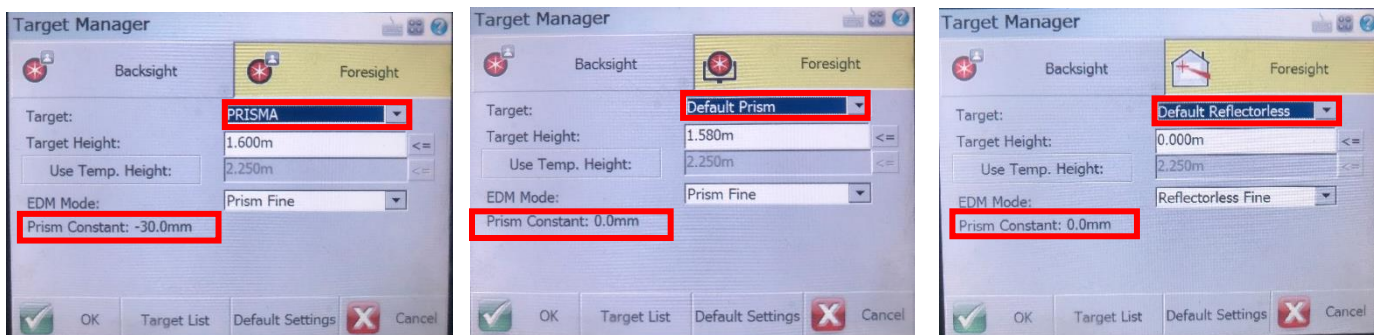 Target Manager
Backsight Foresight
Target: PRISMA
Target Height: 1.600m <=
Use Temp. Height: 2.250m <=
EDM Mode: Prism Fine
Prism Constant: -30.0mm
OK Target List Default Settings Cancel
Target Manager
Backsight Foresight
Target: Default Prism
Target Height: 1.580m <=
Use Temp. Height: 2.250m <=
EDM Mode: Prism Fine
Prism Constant: 0.0mm
OK Target List Default Settings Cancel
Target Manager
Backsight Foresight
Target: Default Reflectorless
Target Height: 0.000m <=
Use Temp. Height: 2.250m <=
EDM Mode: Reflectorless Fine
Prism Constant: 0.0mm
OK Target List Default Settings Cancel